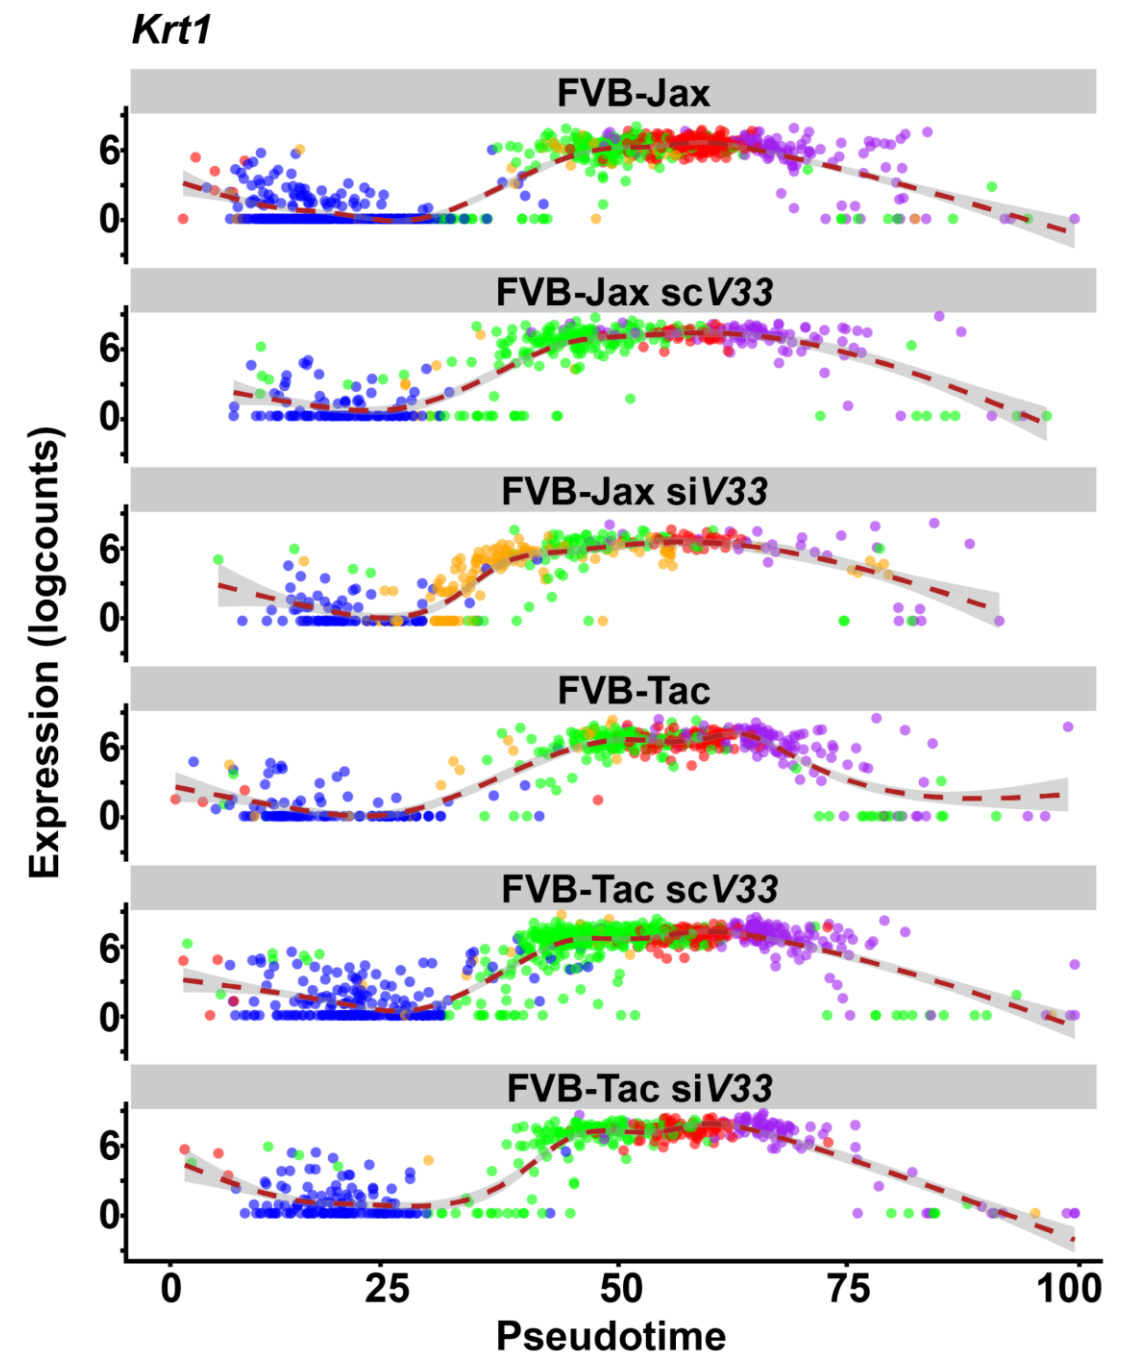 Krt1
FVB-Jax
6
0
FVB-Jax scV33
6
0
FVB-Jax siV33
6
0
FVB-Tac
6
0
FVB-Tac scV33
6
0
FVB-Tac siV33
6
0
Expression (logcounts)
0 25 50 75 100
Pseudotime